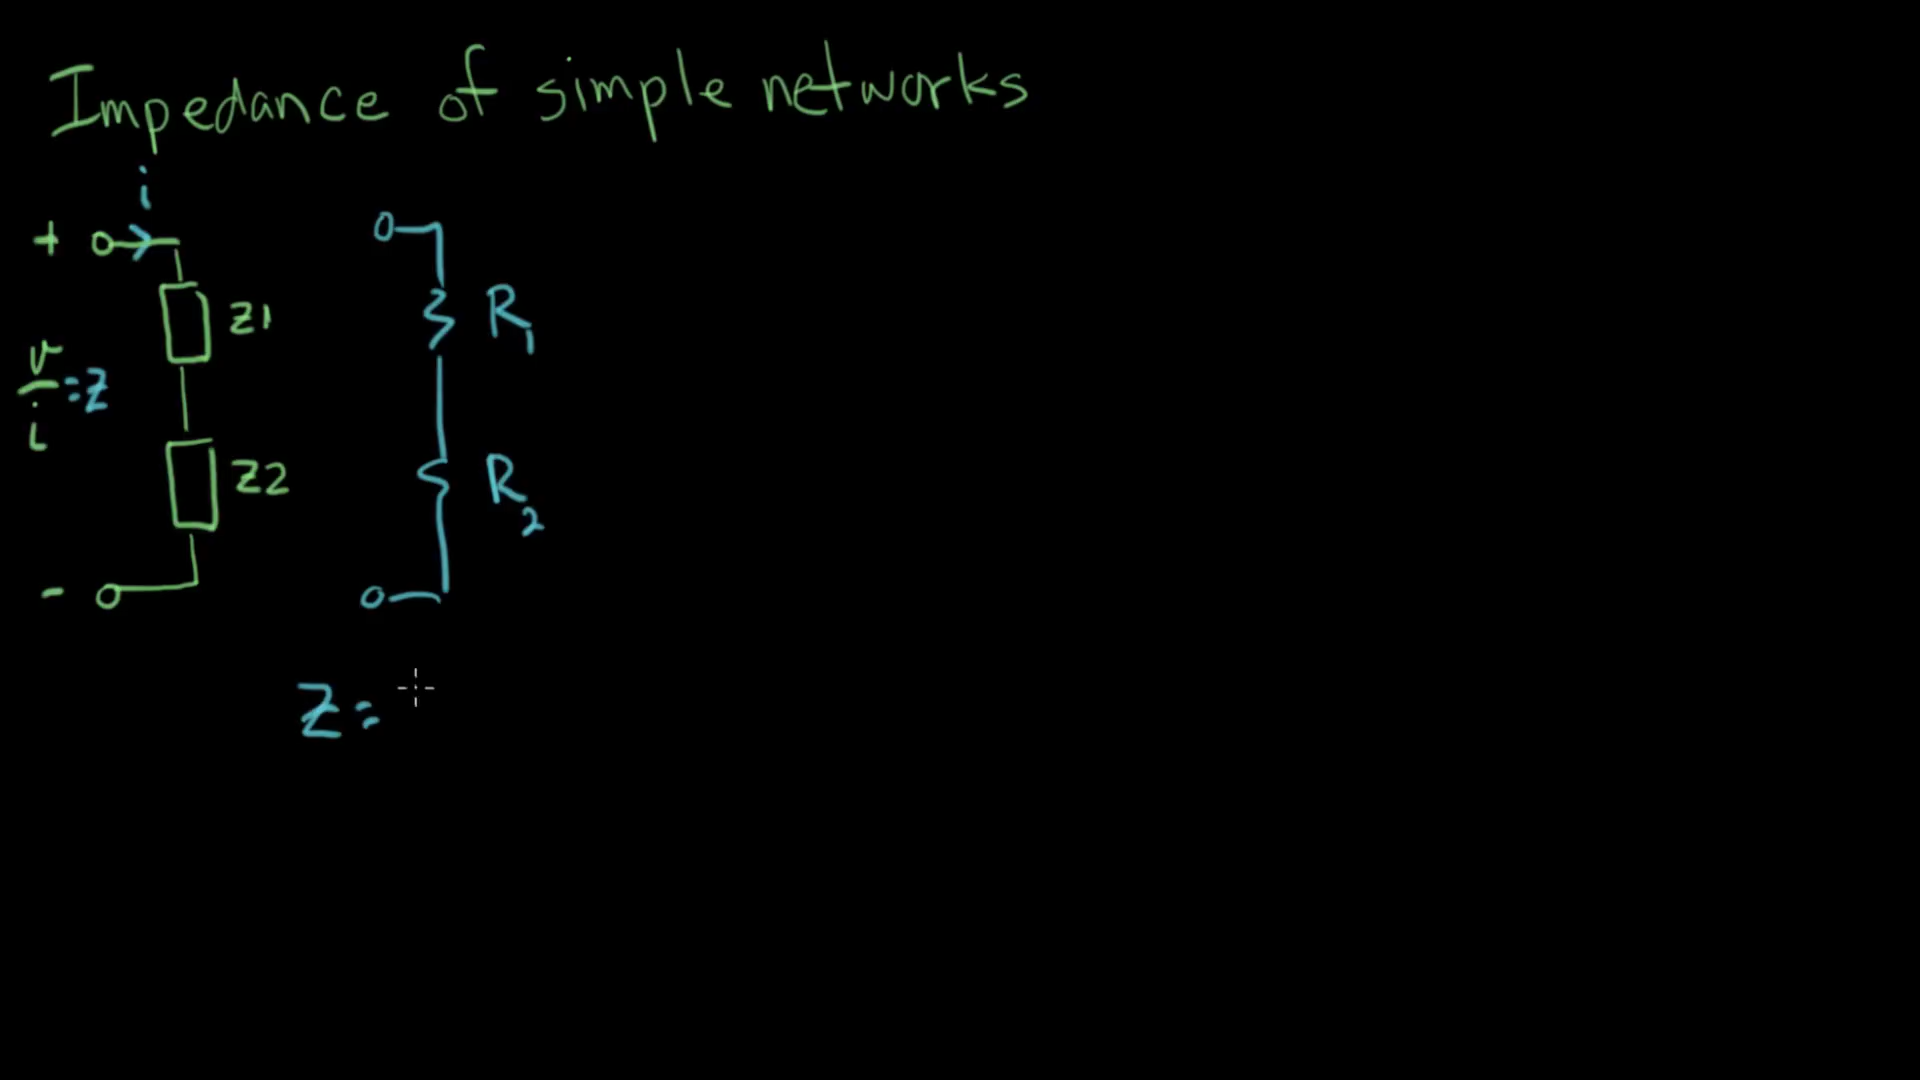 Impedance of simple networks
i
+
Z1
R1
v/i = Z
Z2
R2
-
Z =